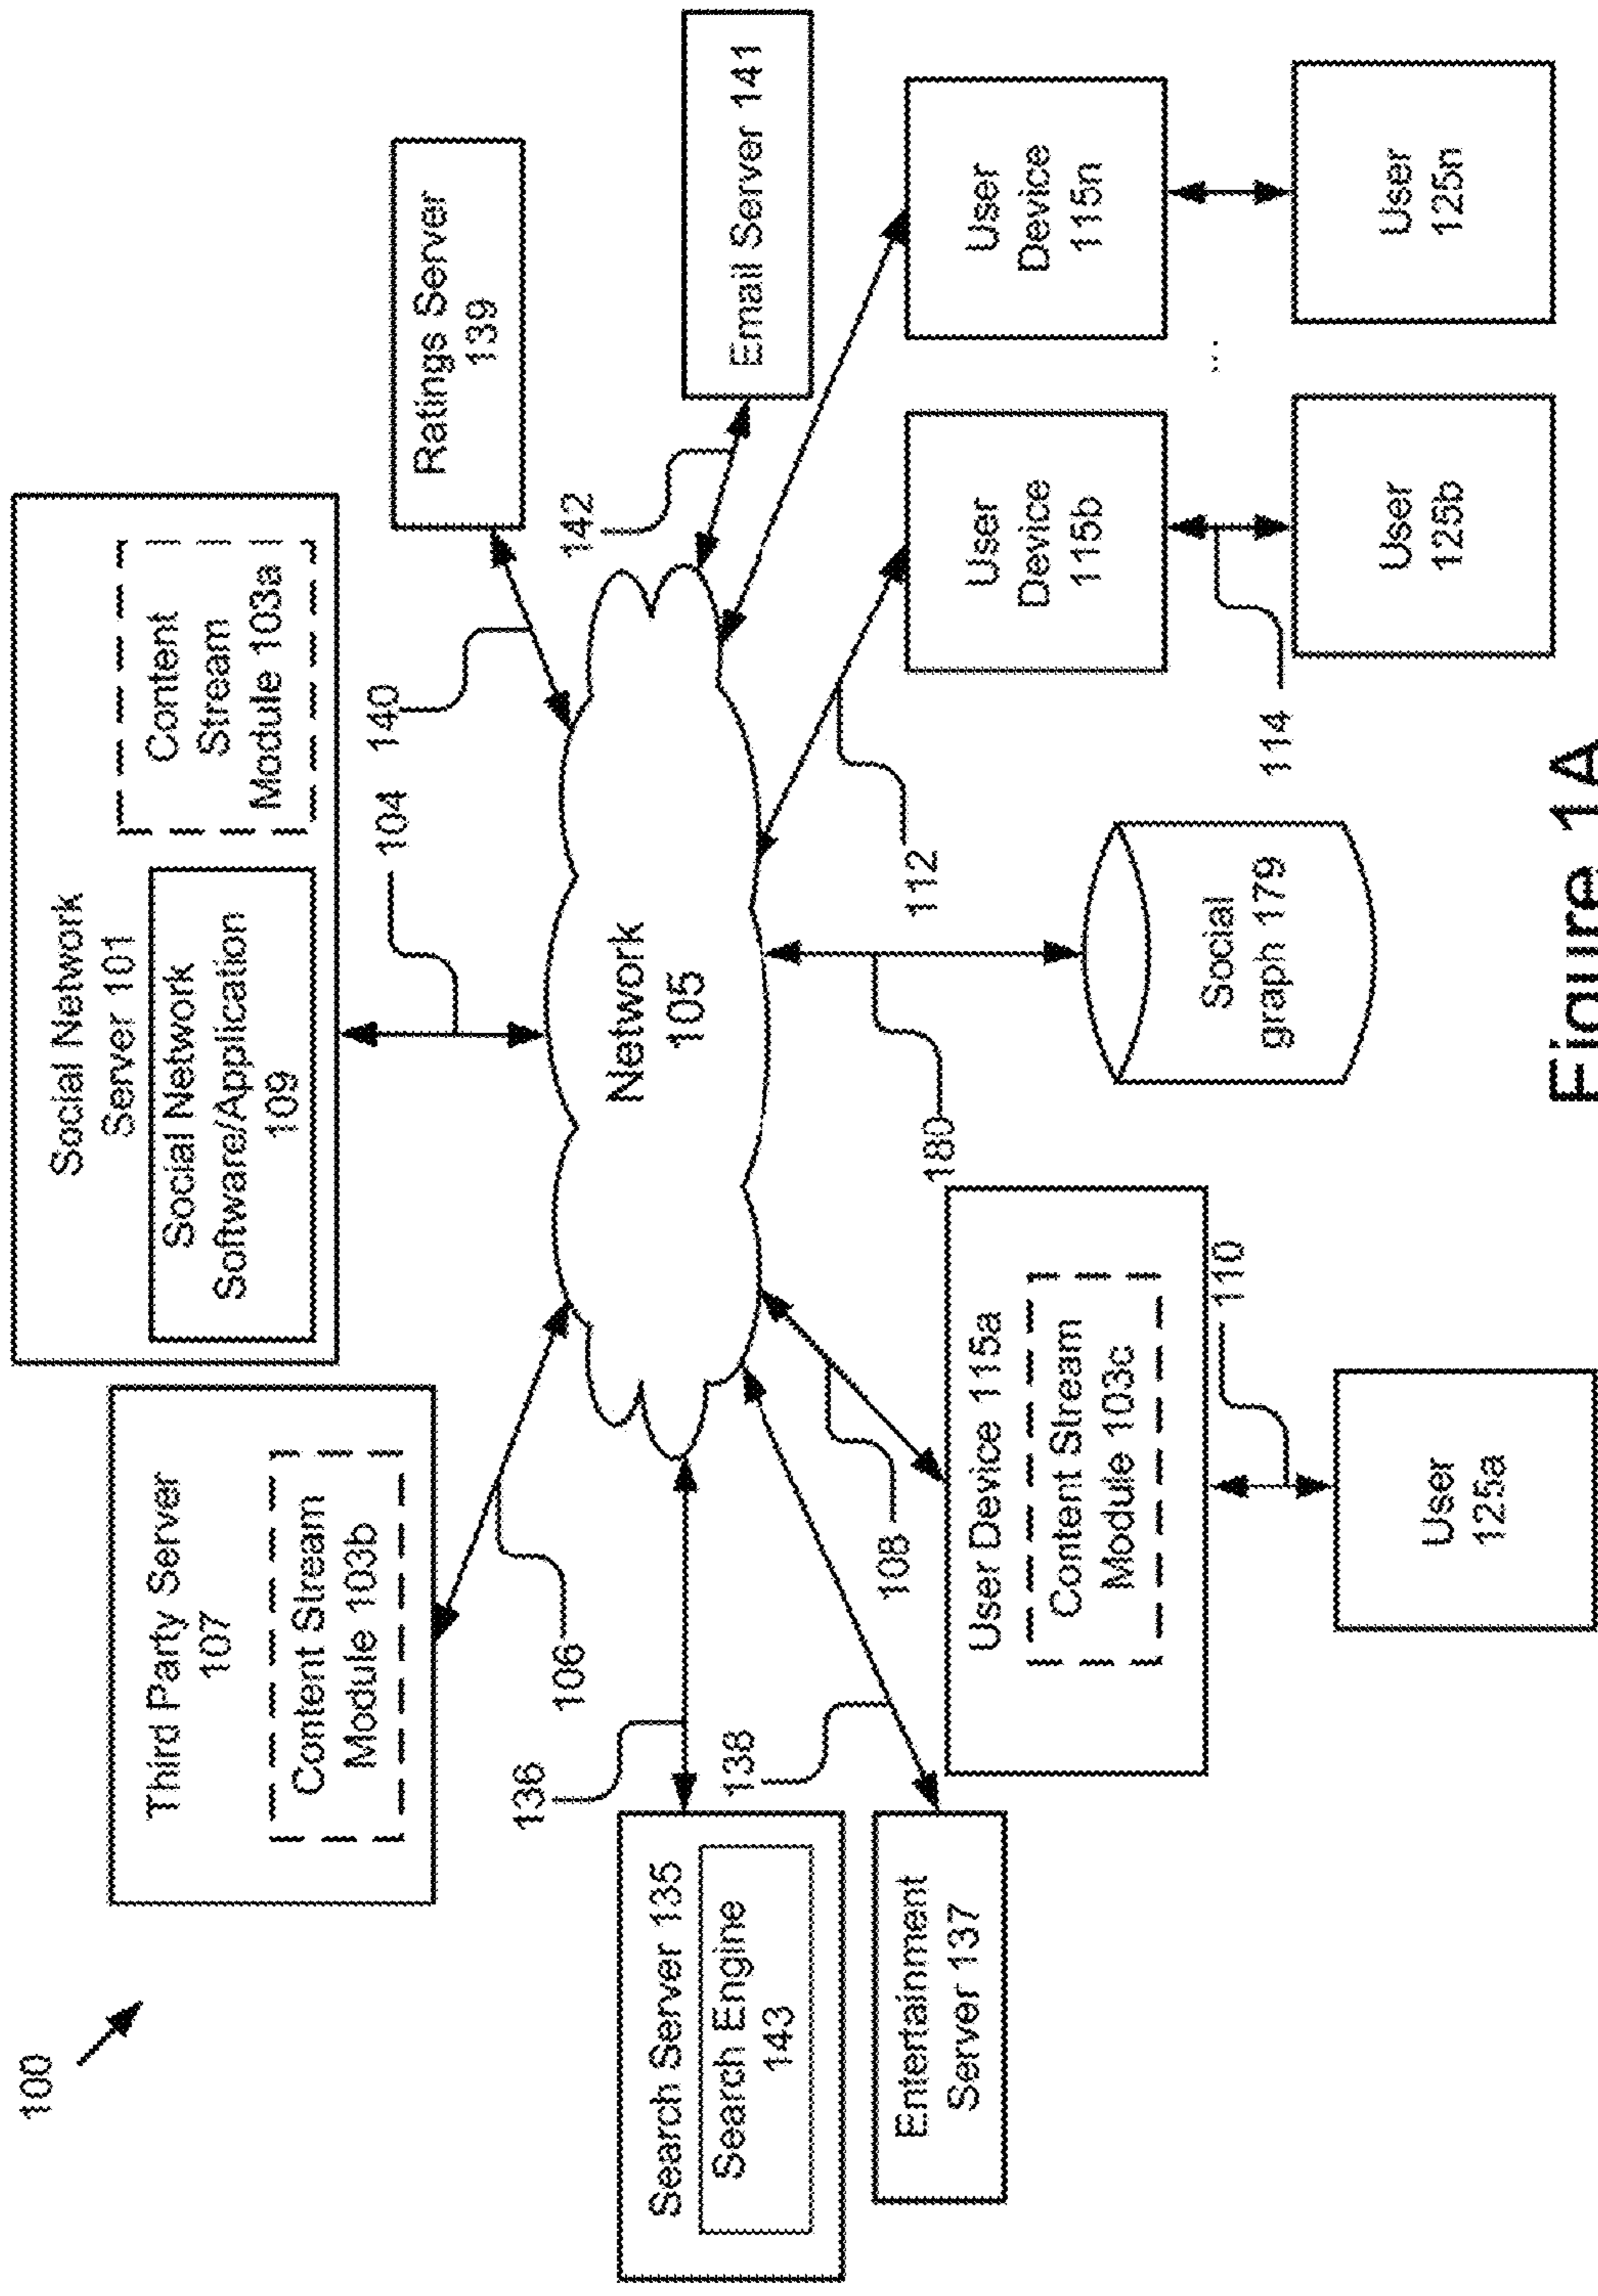 100
Social Network
Server 101
Social Network
Software/Application
109
Content
Stream
Module 103a
Third Party Server
107
Content Stream
Module 103b
104
140
Ratings Server
139
106
136
142
Search Server 135
Search Engine
143
Network
105
Email Server 141
138
Entertainment
Server 137
108
180
112
User Device 115a
Content Stream
Module 103c
User
Device
115b
User
Device
115n
...
110
Social
graph 179
114
User
125a
User
125b
User
125n
Figure 1A